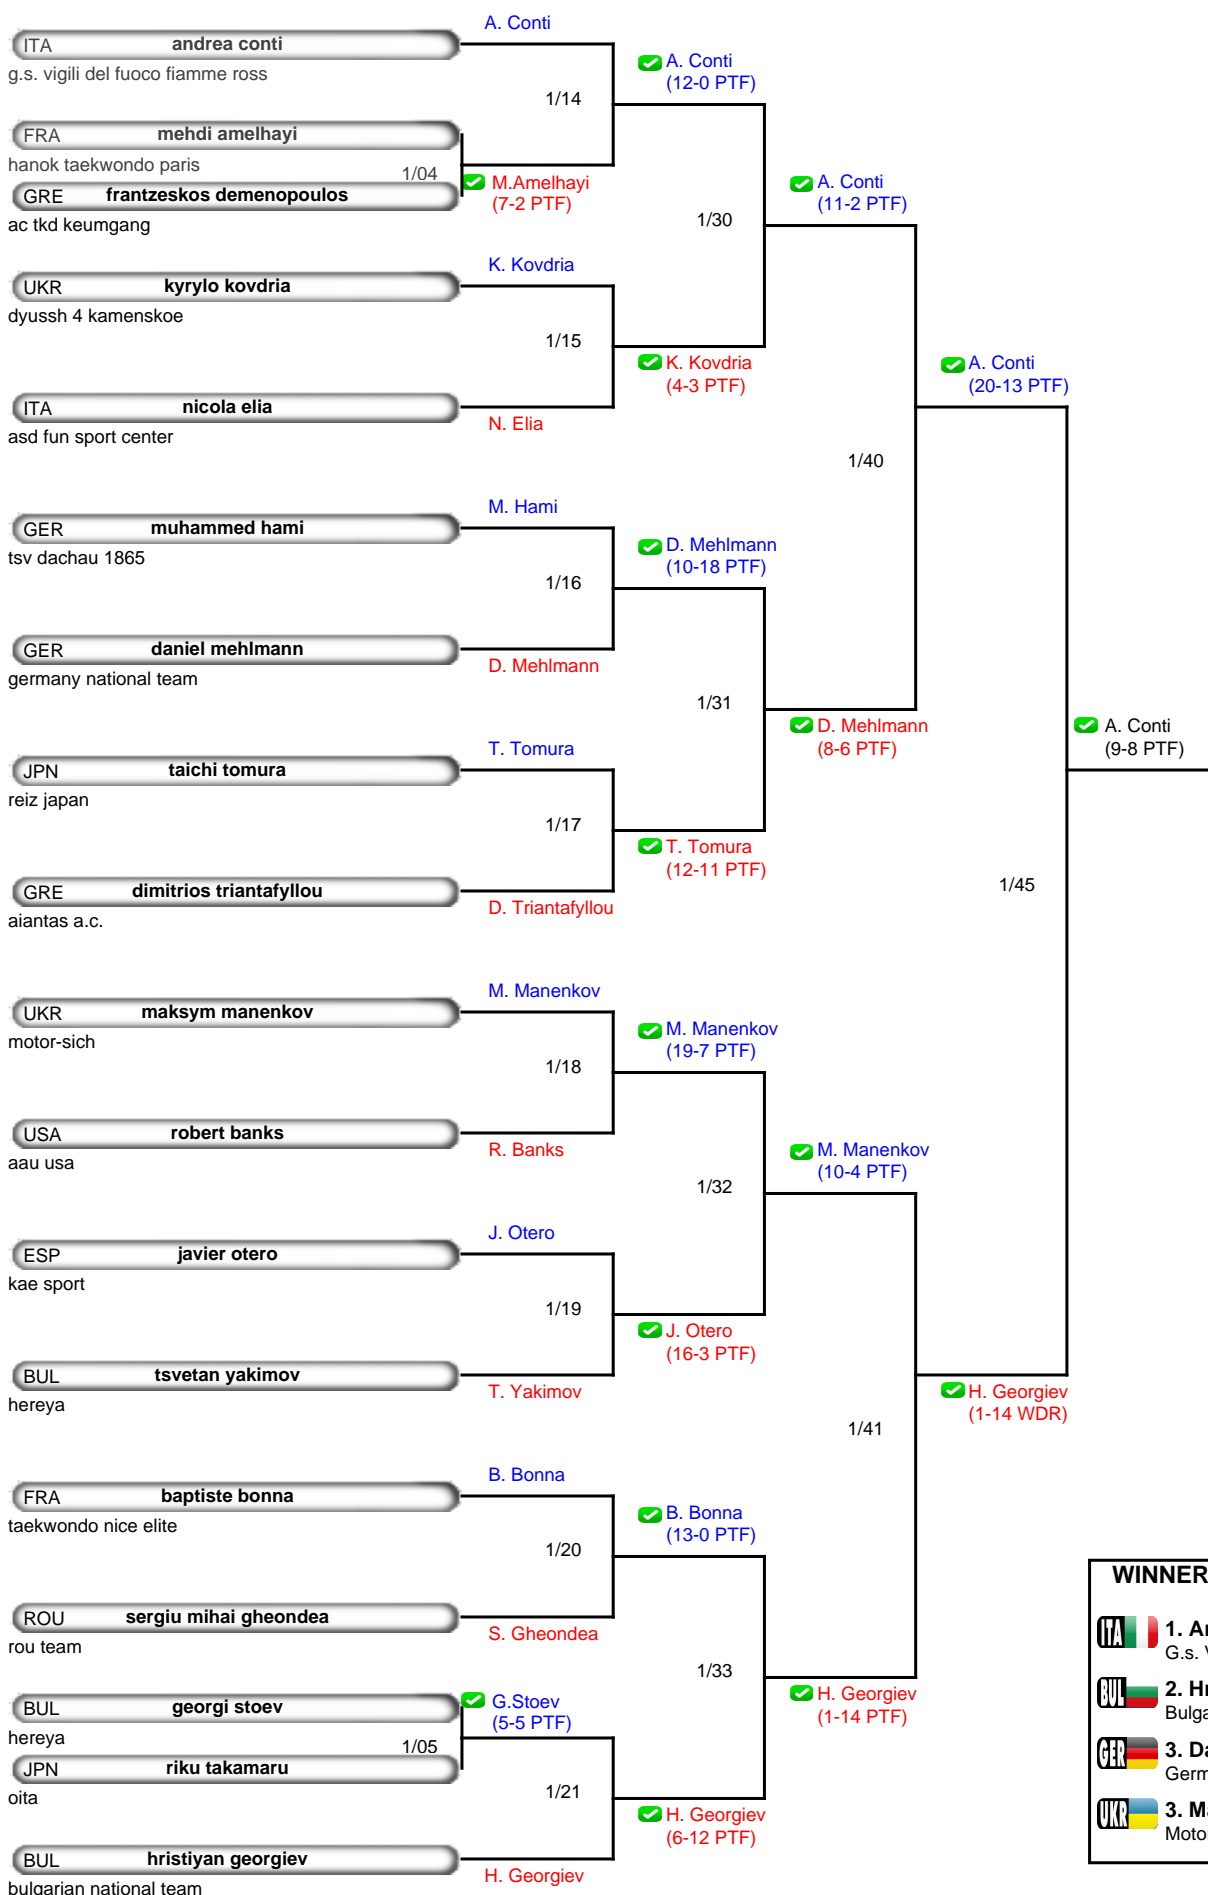 A. Conti
ITA andrea conti
g.s. vigili del fuoco fiamme ross
A. Conti
(12-0 PTF)
1/14
FRA mehdi amelhayi
hanok taekwondo paris
1/04
GRE frantzeskos demenopoulos
ac tkd keumgang
M.Amelhayi
(7-2 PTF)
A. Conti
(11-2 PTF)
1/30
K. Kovdria
UKR kyrylo kovdria
dyussh 4 kamenskoe
1/15
K. Kovdria
(4-3 PTF)
A. Conti
(20-13 PTF)
ITA nicola elia
asd fun sport center
N. Elia
1/40
M. Hami
GER muhammed hami
tsv dachau 1865
D. Mehlmann
(10-18 PTF)
1/16
GER daniel mehlmann
germany national team
D. Mehlmann
1/31
D. Mehlmann
(8-6 PTF)
A. Conti
(9-8 PTF)
T. Tomura
JPN taichi tomura
reiz japan
1/17
T. Tomura
(12-11 PTF)
1/45
GRE dimitrios triantafyllou
aiantas a.c.
D. Triantafyllou
M. Manenkov
UKR maksym manenkov
motor-sich
M. Manenkov
(19-7 PTF)
1/18
USA robert banks
aau usa
R. Banks
M. Manenkov
(10-4 PTF)
1/32
J. Otero
ESP javier otero
kae sport
1/19
J. Otero
(16-3 PTF)
BUL tsvetan yakimov
hereya
T. Yakimov
H. Georgiev
(1-14 WDR)
1/41
B. Bonna
FRA baptiste bonna
taekwondo nice elite
B. Bonna
(13-0 PTF)
1/20
ROU sergiu mihai gheondea
rou team
S. Gheondea
1/33
H. Georgiev
(1-14 PTF)
BUL georgi stoev
hereya
1/05
G.Stoev
(5-5 PTF)
JPN riku takamaru
oita
1/21
H. Georgiev
(6-12 PTF)
BUL hristiyan georgiev
bulgarian national team
H. Georgiev
WINNER
ITA 1. A
G.s.
BUL 2. H
Bulga
GER 3. Da
Germ
UKR 3. Ma
Moto